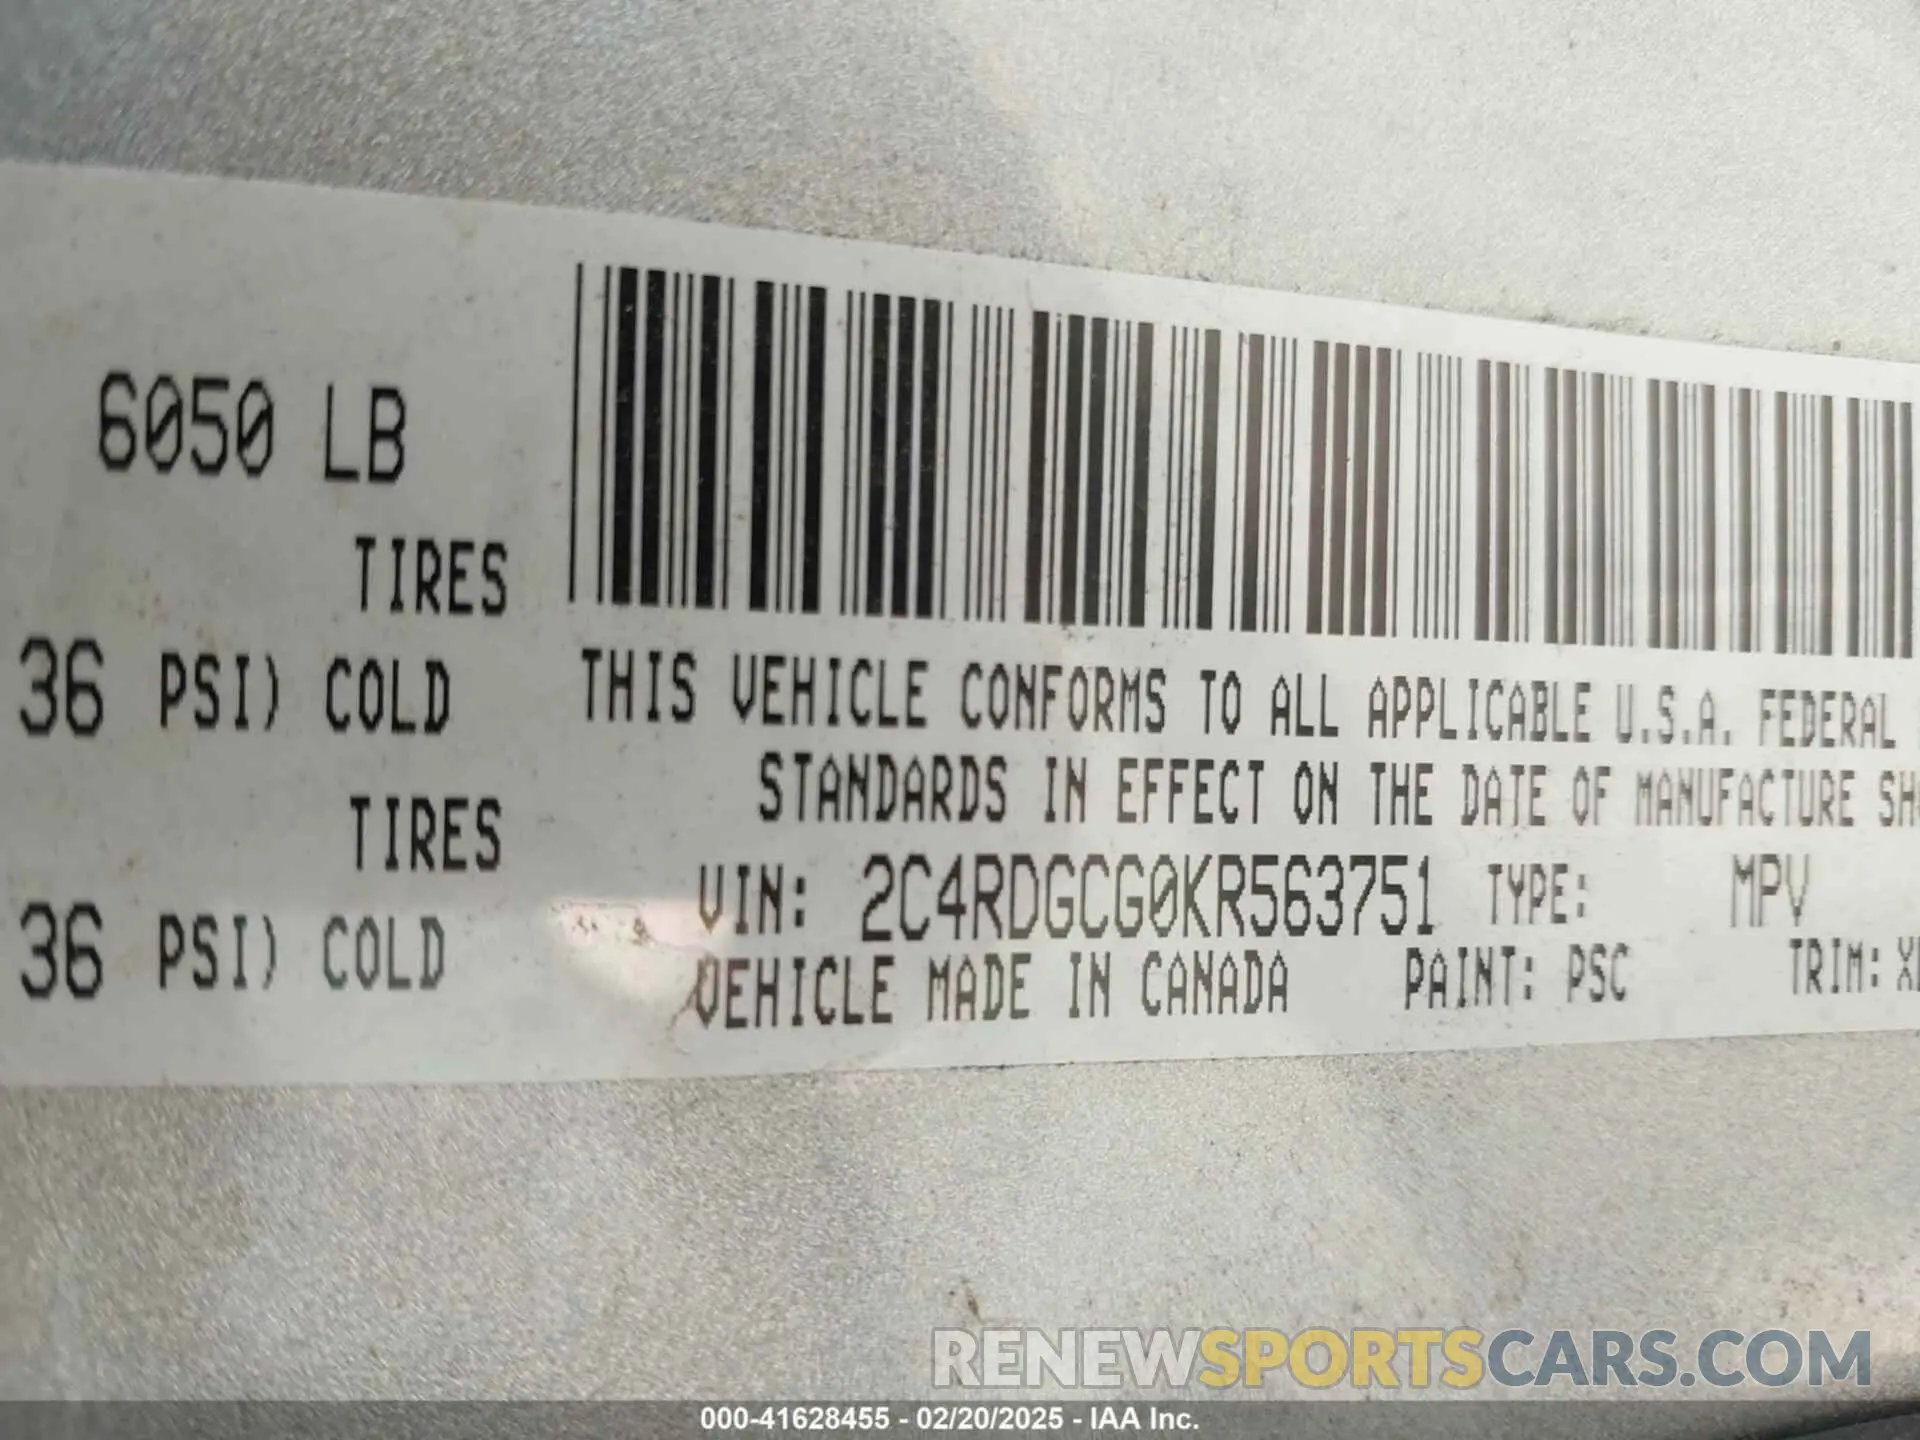 6050 LB
TIRES
36 PSI) COLD
TIRES
36 PSI) COLD
THIS VEHICLE CONFORMS TO ALL APPLICABLE U.S.A. FEDERAL
STANDARDS IN EFFECT ON THE DATE OF MANUFACTURE
VIN: 2C4RDGCG0KR563751 TYPE: MPV
VEHICLE MADE IN CANADA PAINT: PSC TRIM:
RENEWSPORTSCARS.COM
000-41628455 - 02/20/2025 - IAA Inc.